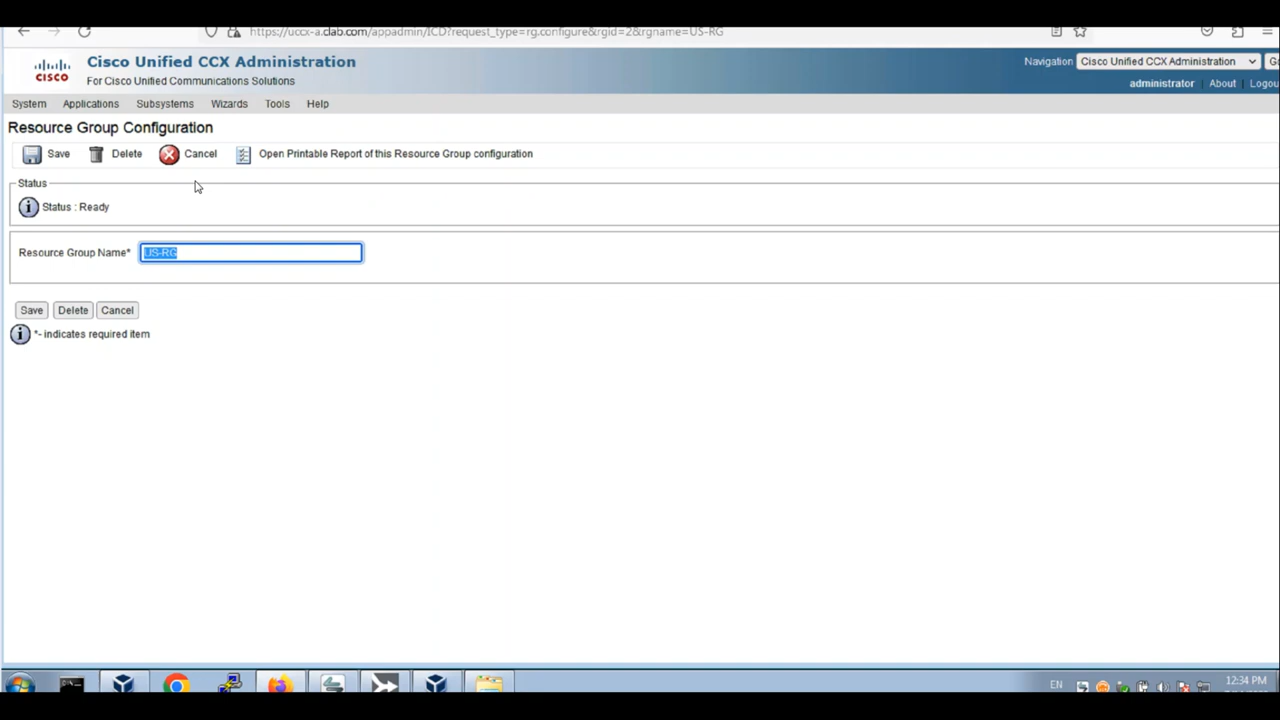 https://uccx-a.clab.com/appadmin/ICD?request_type=rg.configure&rgid=2&rgname=US-RG
CISCO
Cisco Unified CCX Administration
For Cisco Unified Communications Solutions
Navigation Cisco Unified CCX Administration
administrator | About | Logou
System Applications Subsystems Wizards Tools Help
Resource Group Configuration
Save Delete Cancel Open Printable Report of this Resource Group configuration
Status
Status : Ready
Resource Group Name* US-RG
Save Delete Cancel
*- indicates required item
EN 12:34 PM